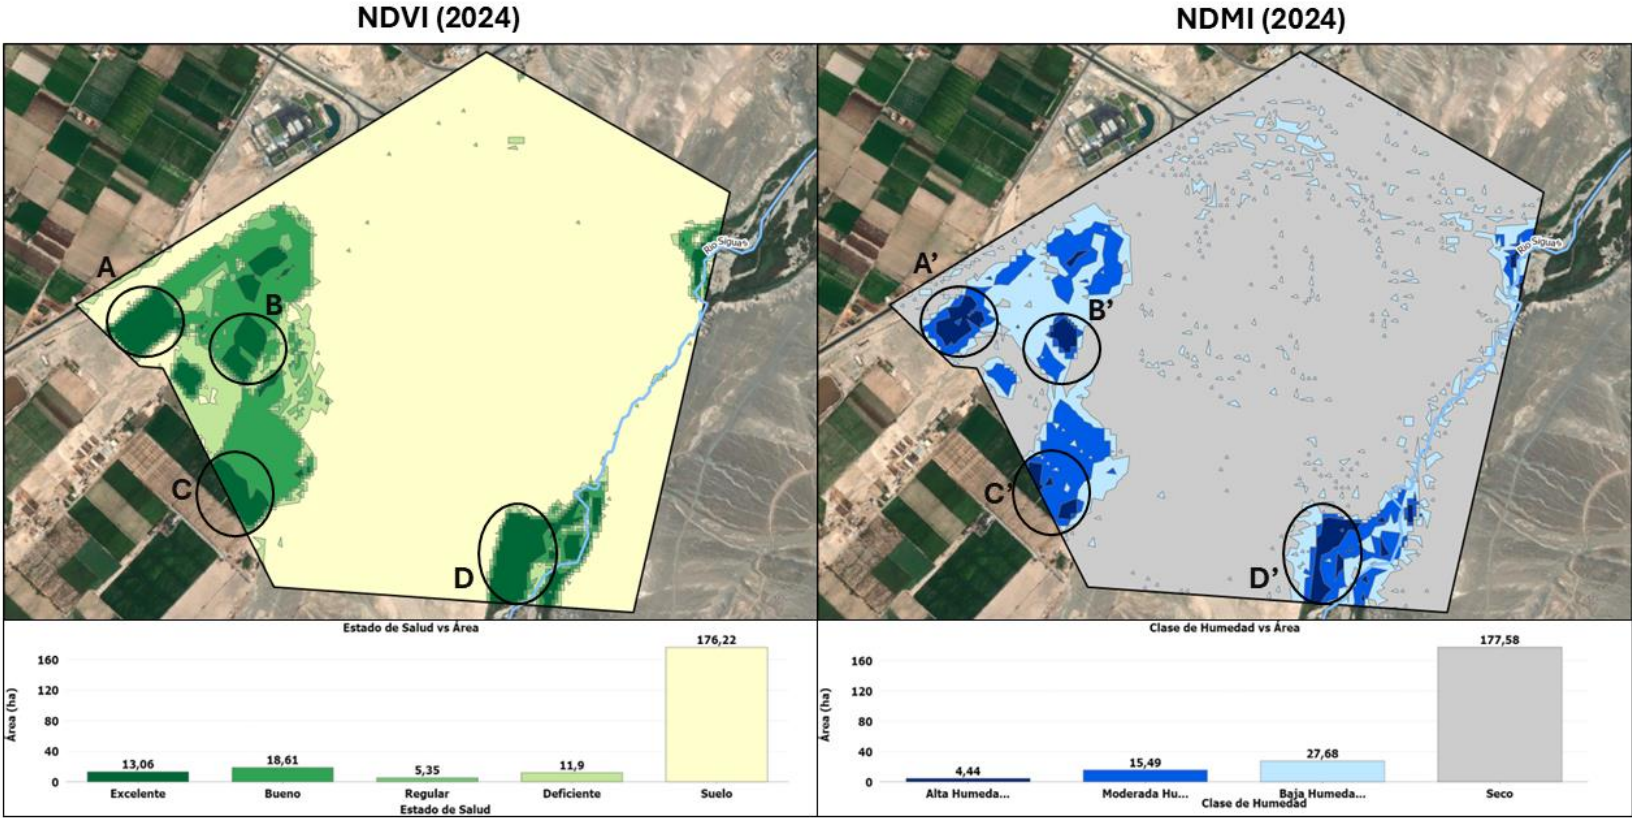 NDVI (2024)
NDMI (2024)
A
B
C
D
Rio Siguas
A’
B’
C’
D’
Rio Siguas
Estado de Salud vs Área
176,22
160
120
80
40
0
Área (ha)
13,06
18,61
5,35
11,9
Excelente
Bueno
Regular
Deficiente
Suelo
Estado de Salud
Clase de Humedad vs Área
177,58
160
120
80
40
0
Área (ha)
4,44
15,49
27,68
Alta Humeda...
Moderada Hu...
Baja Humeda...
Seco
Clase de Humedad